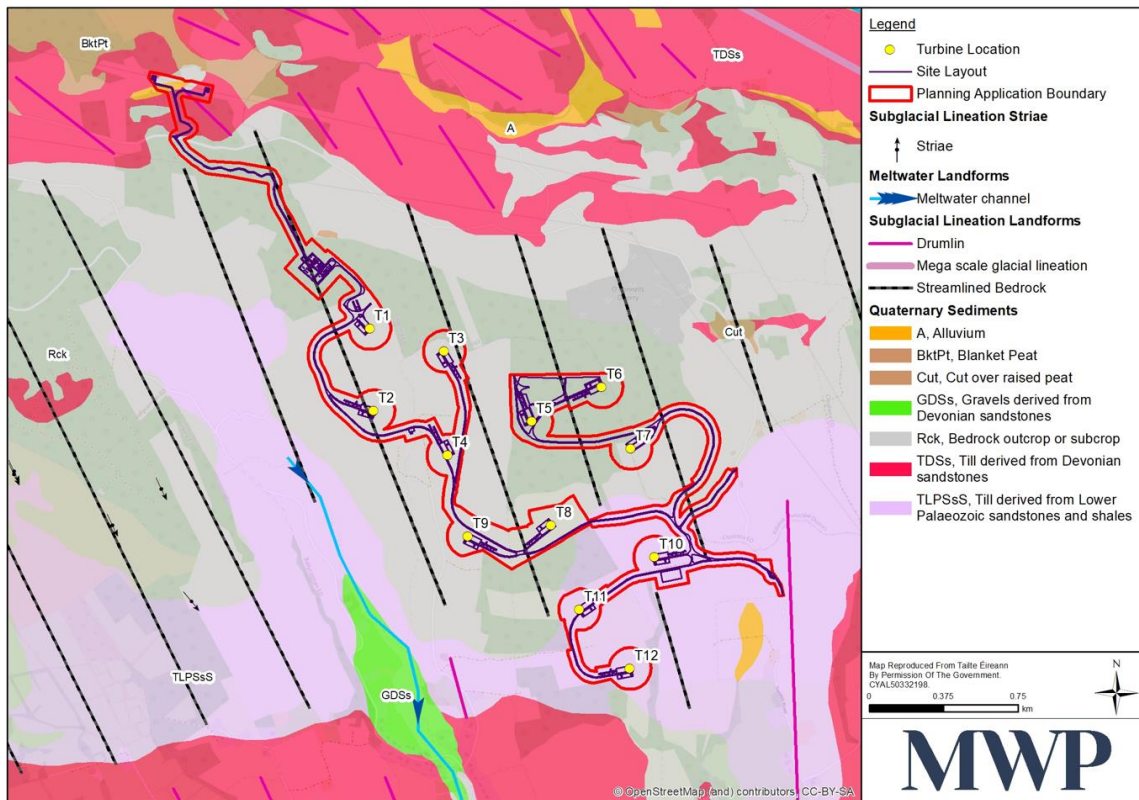 BktPt
TDSs
A
Rck
Cut
T1
T3
T2
T6
T5
T4
T7
T9
T8
T10
T11
T12
TLPSsS
GDSs
© OpenStreetMap (and) contributors, CC-BY-SA
Legend
Turbine Location
Site Layout
Planning Application Boundary
Subglacial Lineation Striae
Striae
Meltwater Landforms
Meltwater channel
Subglacial Lineation Landforms
Drumlin
Mega scale glacial lineation
Streamlined Bedrock
Quaternary Sediments
A, Alluvium
BktPt, Blanket Peat
Cut, Cut over raised peat
GDSs, Gravels derived from
Devonian sandstones
Rck, Bedrock outcrop or subcrop
TDSs, Till derived from Devonian
sandstones
TLPSsS, Till derived from Lower
Palaeozoic sandstones and shales
Map Reproduced From Tailte Éireann
By Permission Of The Government.
CYAL50332198.
N
0 0.375 0.75
km
MWP